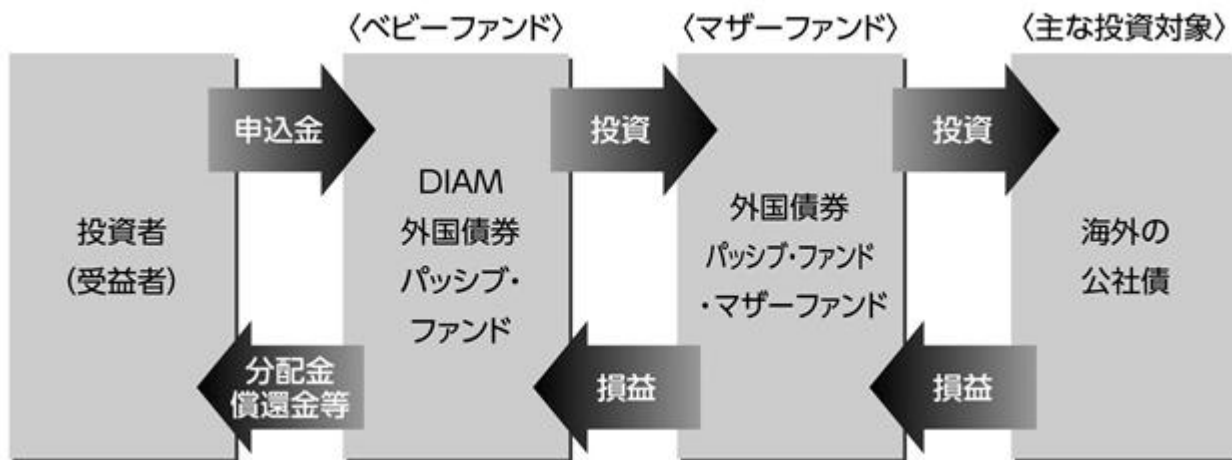 〈ベビーファンド〉
〈マザーファンド〉
〈主な投資対象〉
申込金
投資
投資
投資者
(受益者)
DIAM
外国債券
パッシブ・
ファンド
外国債券
パッシブ・ファンド
・マザーファンド
海外の
公社債
分配金
償還金等
損益
損益